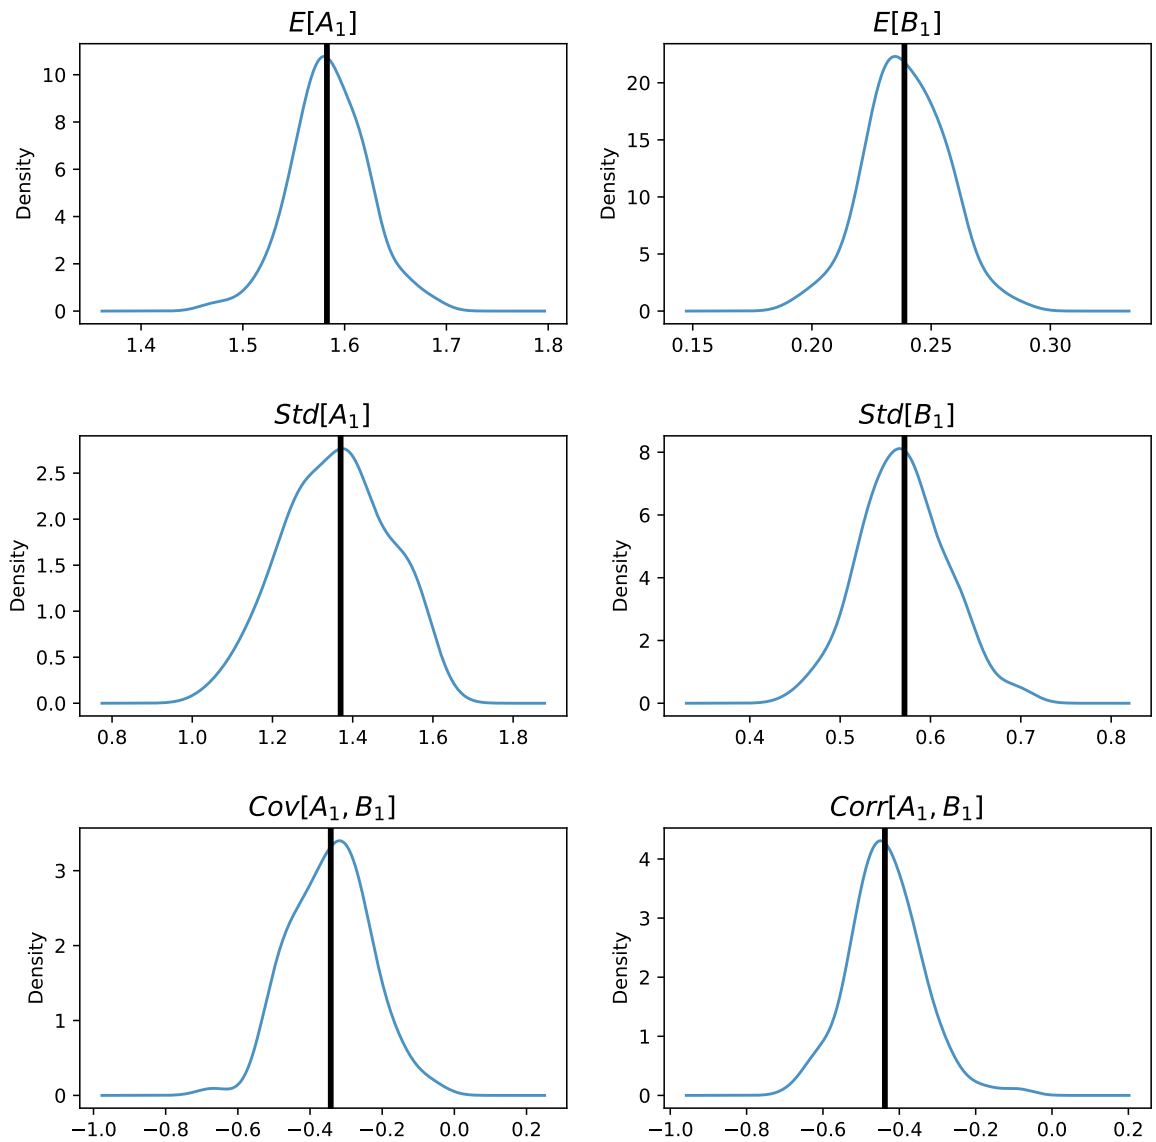 E[A₁]
Density
10
8
6
4
2
0
1.4 1.5 1.6 1.7 1.8
E[B₁]
Density
20
15
10
5
0
0.15 0.20 0.25 0.30
Std[A₁]
Density
2.5
2.0
1.5
1.0
0.5
0.0
0.8 1.0 1.2 1.4 1.6 1.8
Std[B₁]
Density
8
6
4
2
0
0.4 0.5 0.6 0.7 0.8
Cov[A₁, B₁]
Density
3
2
1
0
−1.0 −0.8 −0.6 −0.4 −0.2 0.0 0.2
Corr[A₁, B₁]
Density
4
3
2
1
0
−1.0 −0.8 −0.6 −0.4 −0.2 0.0 0.2